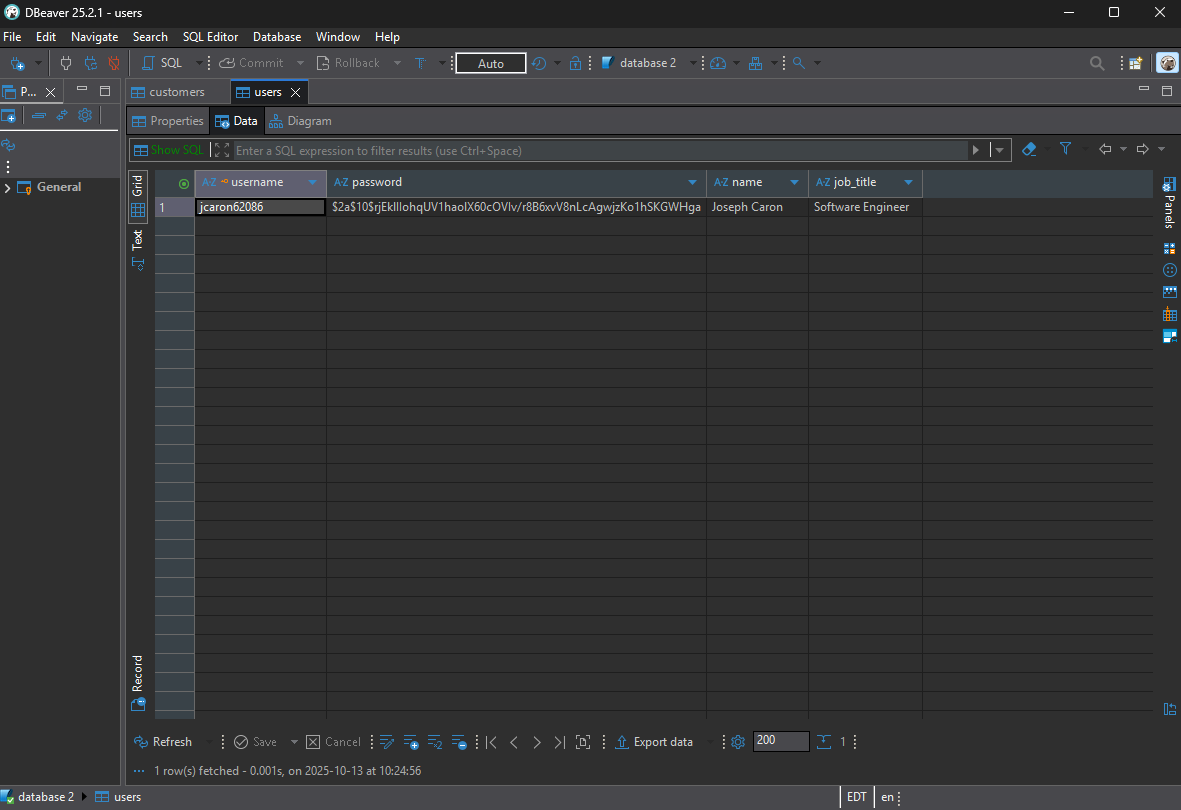 DBeaver 25.2.1 - users
File Edit Navigate Search SQL Editor Database Window Help
SQL Commit Rollback T Auto database 2
P... customers users
Properties Data Diagram
Show SQL Enter a SQL expression to filter results (use Ctrl+Space)
General
Grid
Text
Record
A-Z username A-Z password A-Z name A-Z job_title
1 jcaron62086 Joseph Caron Software Engineer
Panels
Refresh Save Cancel Export data 200 1
1 row(s) fetched - 0.001s, on 2025-10-13 at 10:24:56
database 2 users EDT en